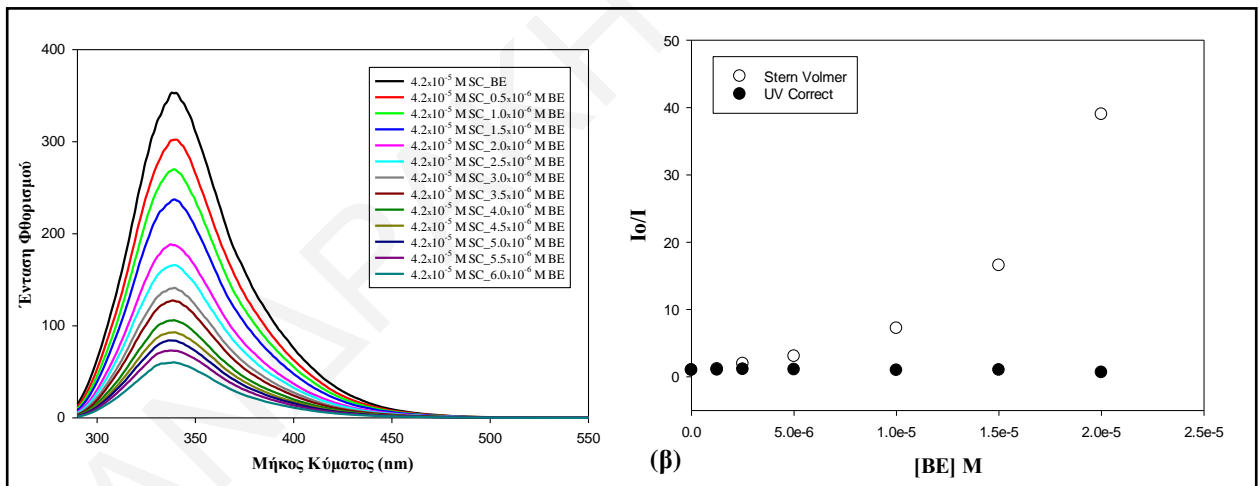 400
300
200
100
0
Ένταση Φθορισμού
300
350
400
450
500
550
Μήκος Κύματος (nm)
4.2x10⁻⁵ M SC_BE
4.2x10⁻⁵ M SC_0.5x10⁻⁶ M BE
4.2x10⁻⁵ M SC_1.0x10⁻⁶ M BE
4.2x10⁻⁵ M SC_1.5x10⁻⁶ M BE
4.2x10⁻⁵ M SC_2.0x10⁻⁶ M BE
4.2x10⁻⁵ M SC_2.5x10⁻⁶ M BE
4.2x10⁻⁵ M SC_3.0x10⁻⁶ M BE
4.2x10⁻⁵ M SC_3.5x10⁻⁶ M BE
4.2x10⁻⁵ M SC_4.0x10⁻⁶ M BE
4.2x10⁻⁵ M SC_4.5x10⁻⁶ M BE
4.2x10⁻⁵ M SC_5.0x10⁻⁶ M BE
4.2x10⁻⁵ M SC_5.5x10⁻⁶ M BE
4.2x10⁻⁵ M SC_6.0x10⁻⁶ M BE
(β)
50
40
30
20
10
0
Io/I
Stern Volmer
UV Correct
0.0
5.0e-6
1.0e-5
1.5e-5
2.0e-5
2.5e-5
[BE] M